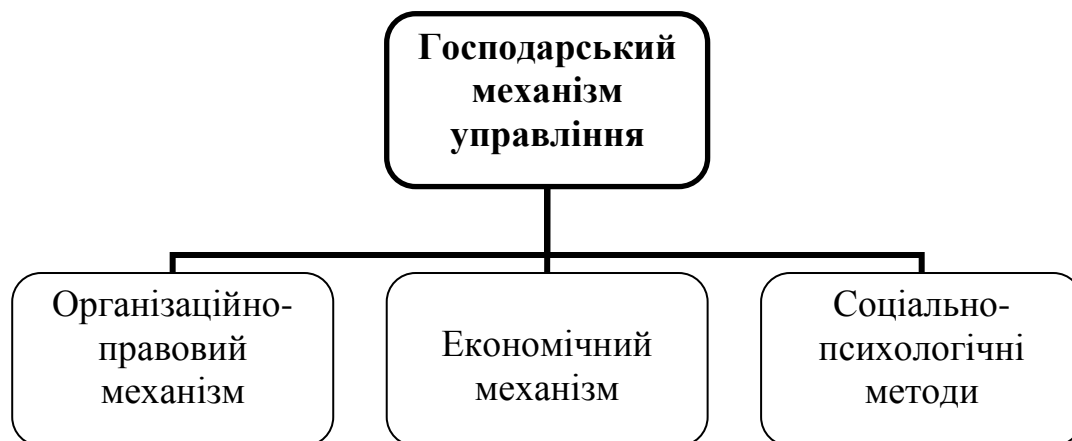 Господарський
механізм
управління
Організаційно-
правовий
механізм
Економічний
механізм
Соціально-
психологічні
методи